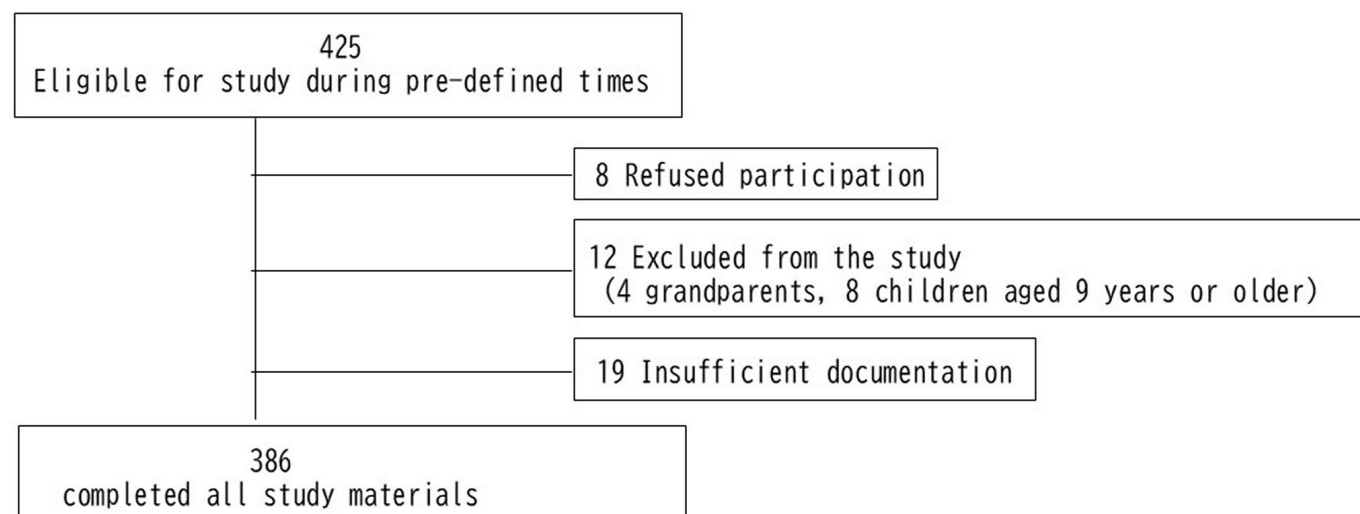 425
Eligible for study during pre-defined times
8 Refused participation
12 Excluded from the study
(4 grandparents, 8 children aged 9 years or older)
19 Insufficient documentation
386
completed all study materials